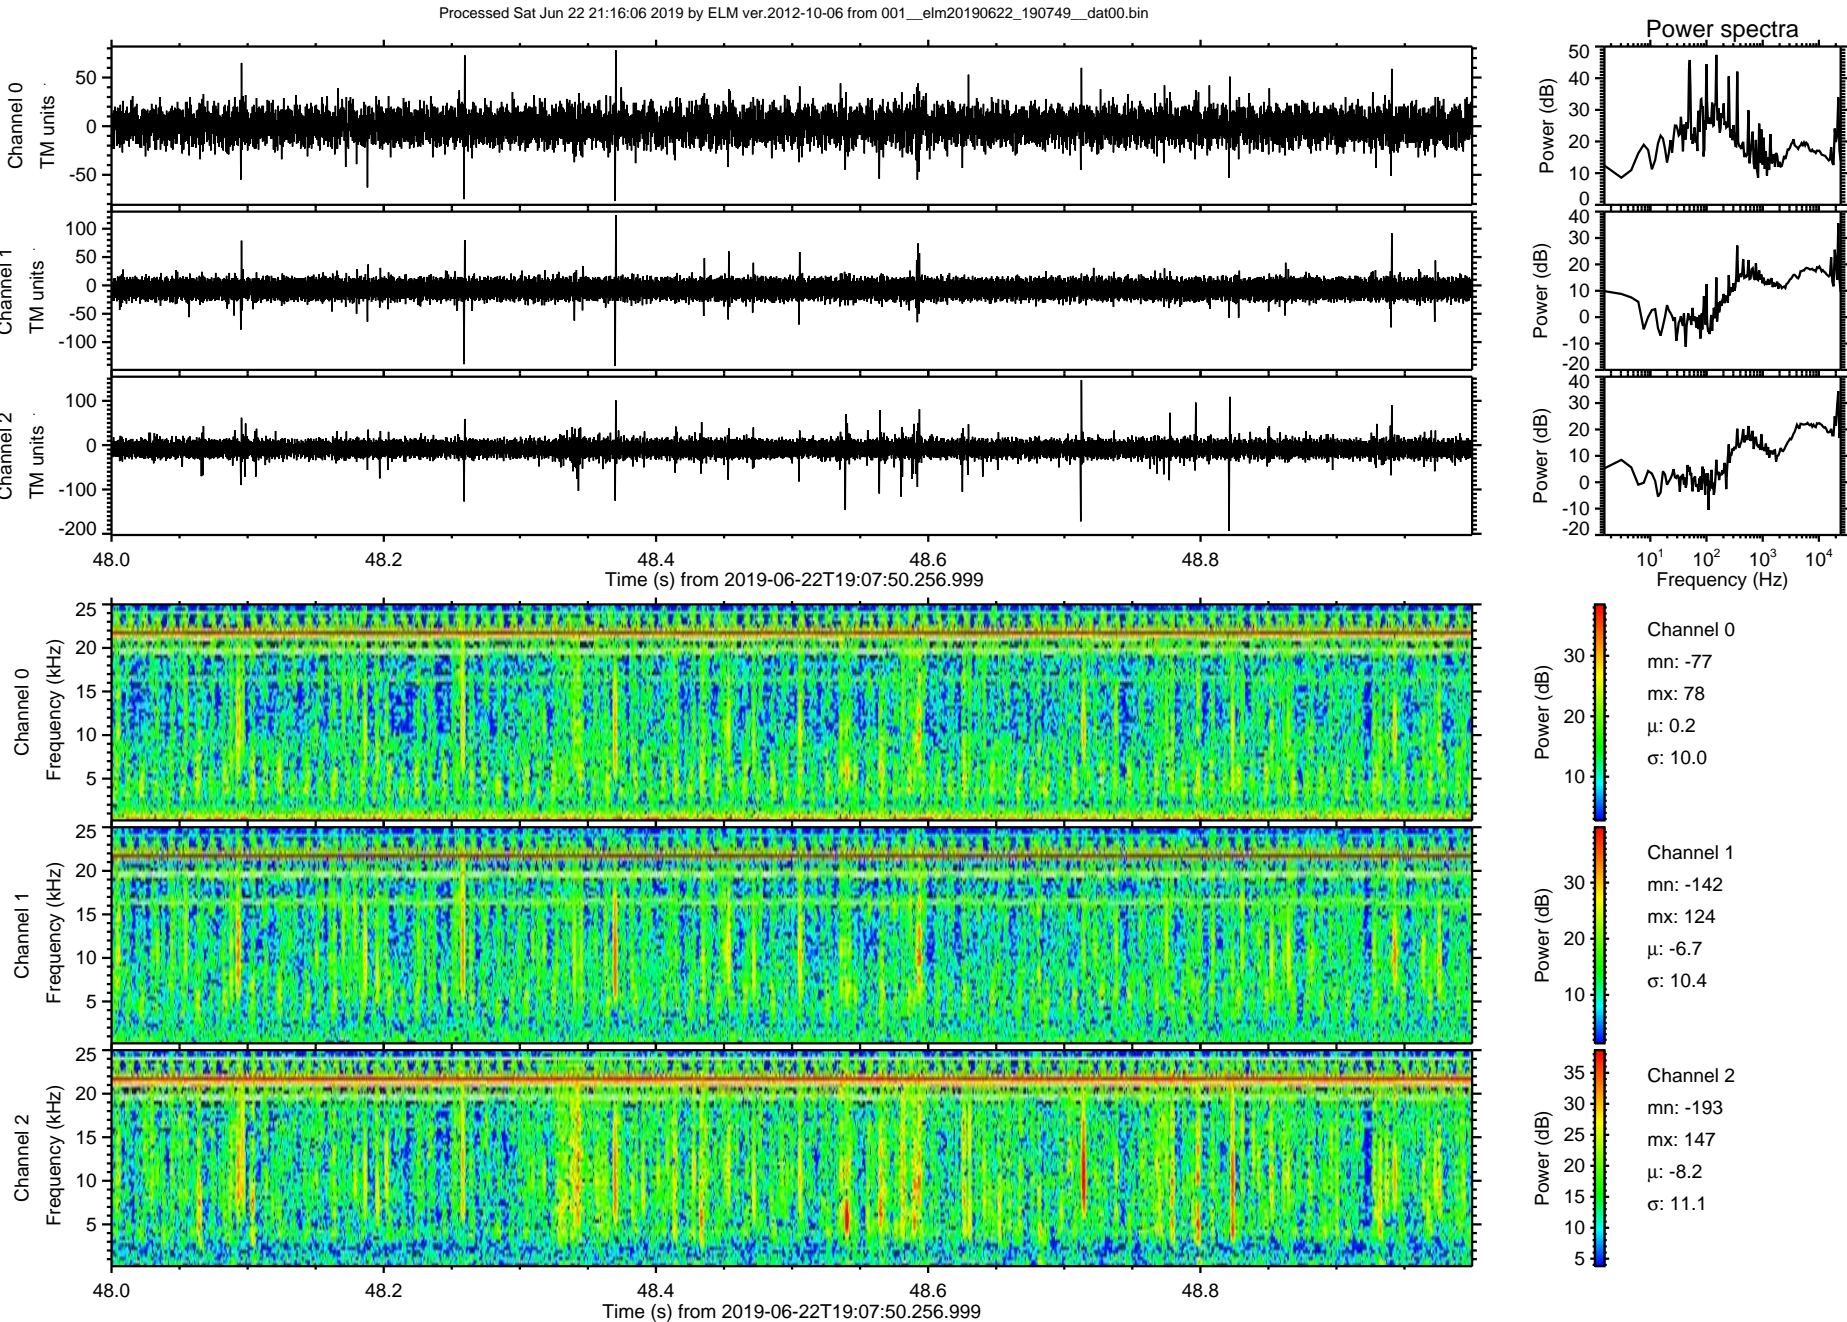 Processed Sat Jun 22 21:16:06 2019 by ELM ver.2012-10-06 from 001__elm20190622_190749__dat00.bin
Power spectra
Channel 0
TM units
50
0
-50
Power (dB)
50
40
30
20
10
0
Channel 1
TM units
100
50
0
-50
-100
Power (dB)
40
30
20
10
0
-10
-20
Channel 2
TM units
100
0
-100
-200
Power (dB)
40
30
20
10
0
-10
-20
48.0 48.2 48.4 48.6 48.8
Time (s) from 2019-06-22T19:07:50.256.999
10¹ 10² 10³ 10⁴
Frequency (Hz)
Channel 0
Frequency (kHz)
25
20
15
10
5
Power (dB)
30
20
10
Channel 0
mn: -77
mx: 78
μ: 0.2
σ: 10.0
Channel 1
Frequency (kHz)
25
20
15
10
5
Power (dB)
30
20
10
Channel 1
mn: -142
mx: 124
μ: -6.7
σ: 10.4
Channel 2
Frequency (kHz)
25
20
15
10
5
Power (dB)
35
30
25
20
15
10
5
Channel 2
mn: -193
mx: 147
μ: -8.2
σ: 11.1
48.0 48.2 48.4 48.6 48.8
Time (s) from 2019-06-22T19:07:50.256.999